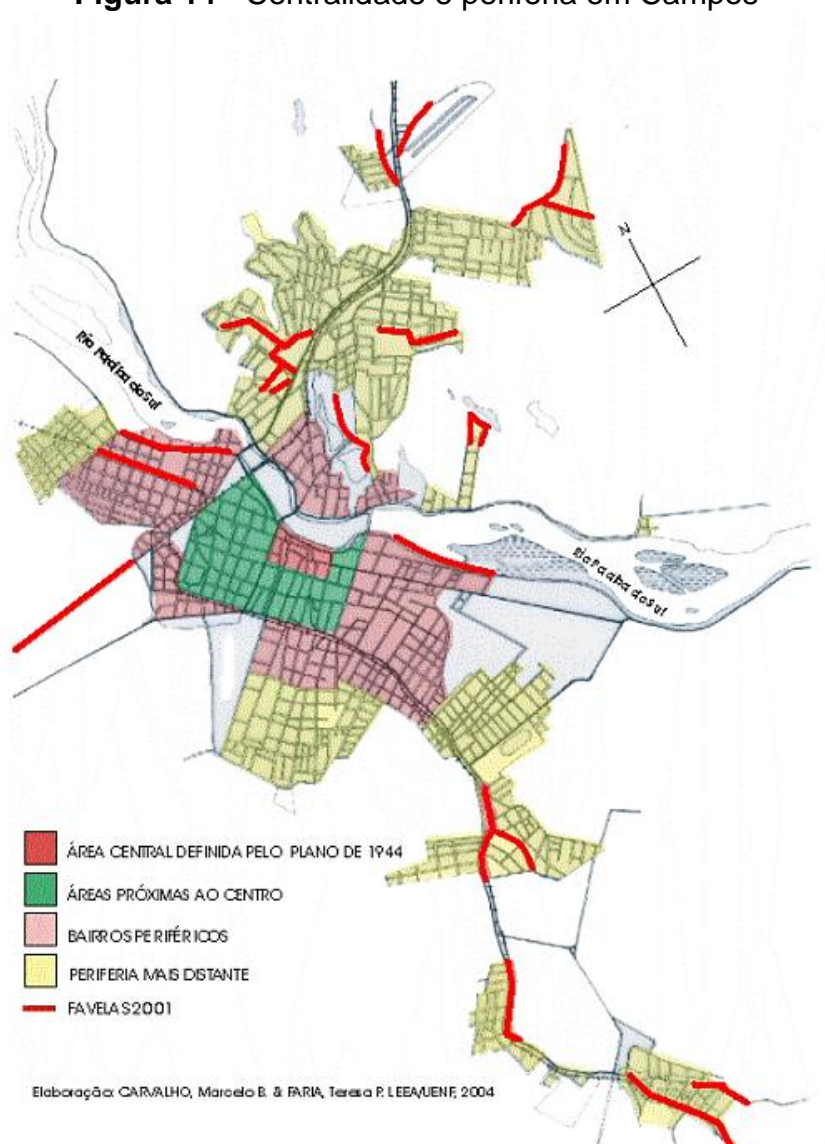 Figura 14 - Centralidade e periferia em Campos
N
Rio Paraíba do Sul
Rio Paraíba do Sul
ÁREA CENTRAL DEFINIDA PELO PLANO DE 1944
ÁREAS PRÓXIMAS AO CENTRO
BAIRROS PERIFÉRICOS
PERIFERIA MAIS DISTANTE
FAVELAS 2001
Elaboração: CARVALHO, Marcelo B. & FARIA, Teresa P. LEEA/UENF, 2004